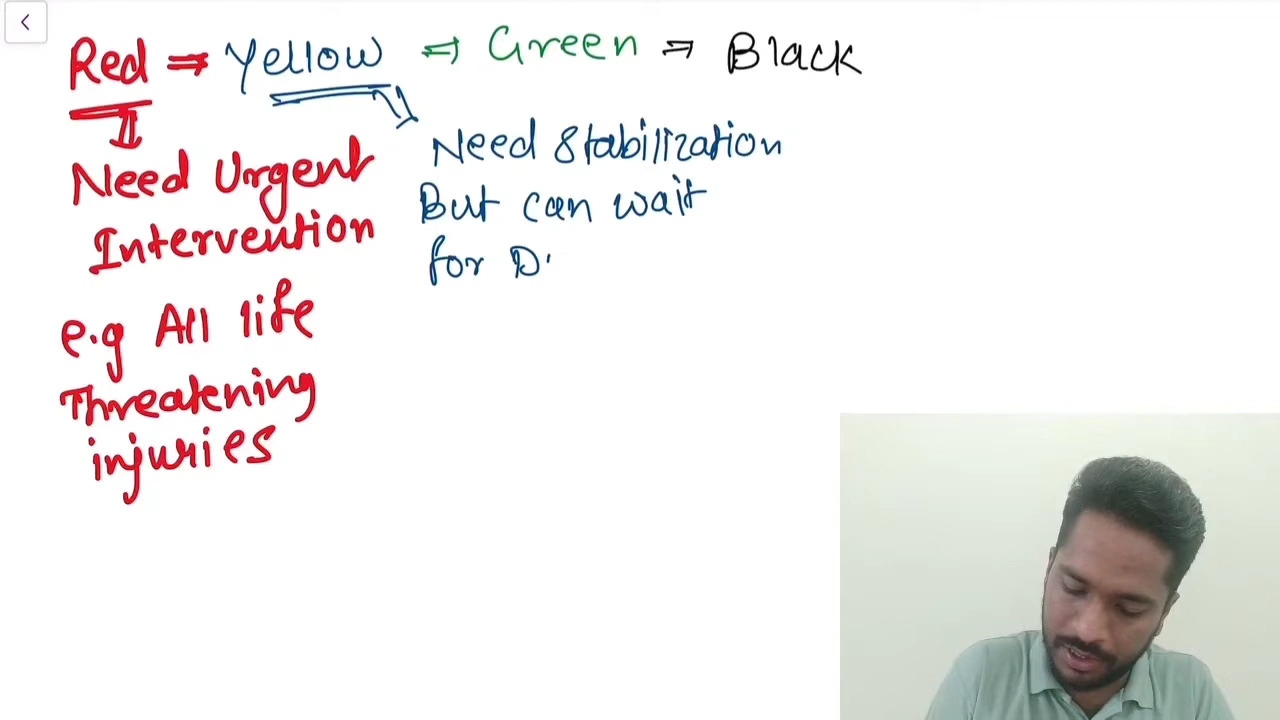 Red ⇒ Yellow ⇒ Green ⇒ Black
Need Urgent
Intervention
e.g All life
Threatening
injuries
Need Stabilization
But can wait
for D